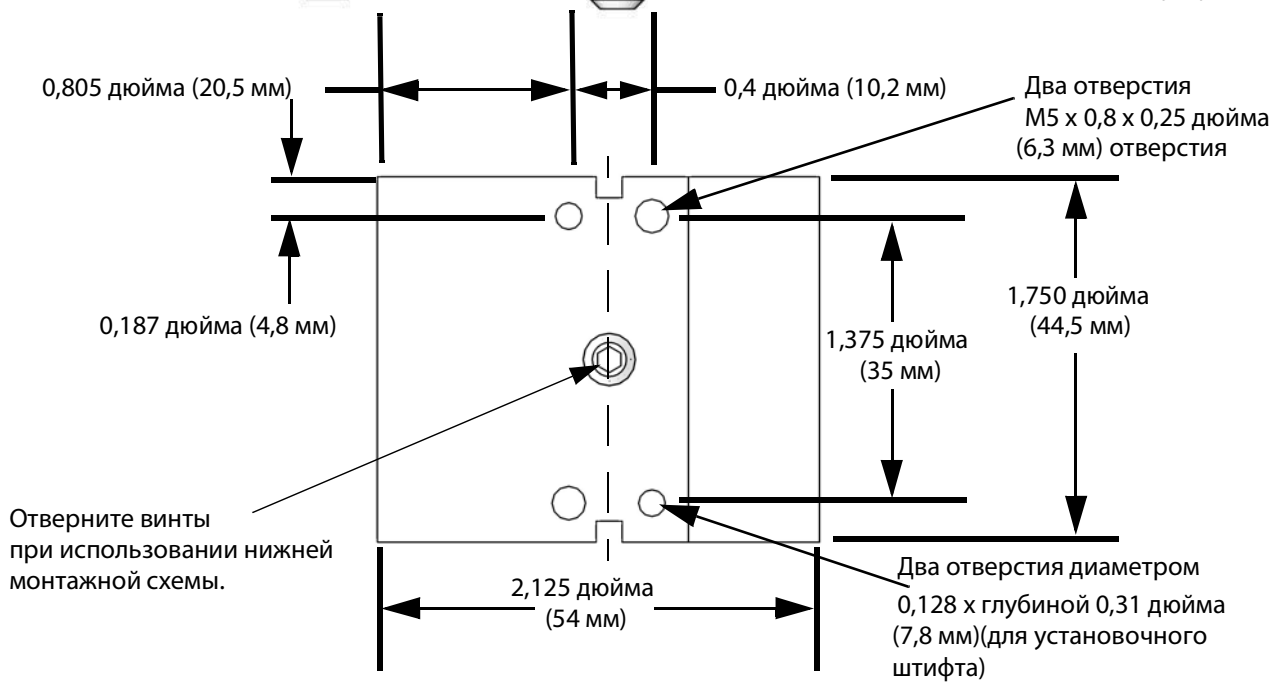 0,805 дюйма (20,5 мм)
0,4 дюйма (10,2 мм)
Два отверстия
M5 x 0,8 x 0,25 дюйма
(6,3 мм) отверстия
0,187 дюйма (4,8 мм)
1,375 дюйма
(35 мм)
1,750 дюйма
(44,5 мм)
Отверните винты
при использовании нижней
монтажной схемы.
2,125 дюйма
(54 мм)
Два отверстия диаметром
0,128 x глубиной 0,31 дюйма
(7,8 мм)(для установочного
штифта)